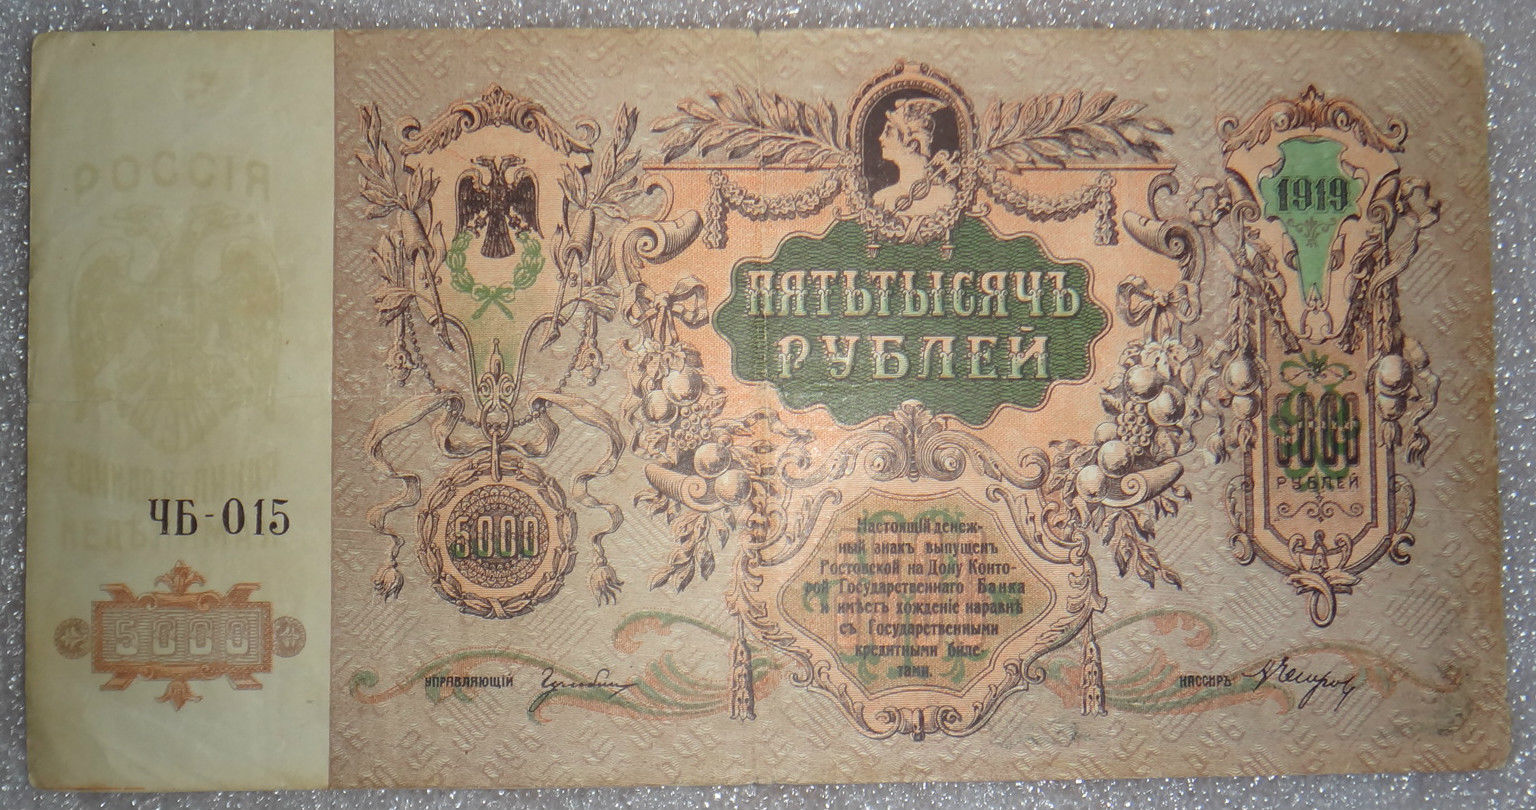 РОССІЯ
ЧБ-015
5000
5000
УПРАВЛЯЮЩІЙ
ПЯТЬТЫСЯЧЪ
РУБЛЕЙ
Настоящій денеж-
ный знакъ выпущенъ
Ростовской на Дону Конто-
рой Государственнаго Банка
и имѣетъ хожденіе наравнѣ
съ Государственными
кредитными биле-
тами.
1919
5000
РУБЛЕЙ
КАССИРЪ